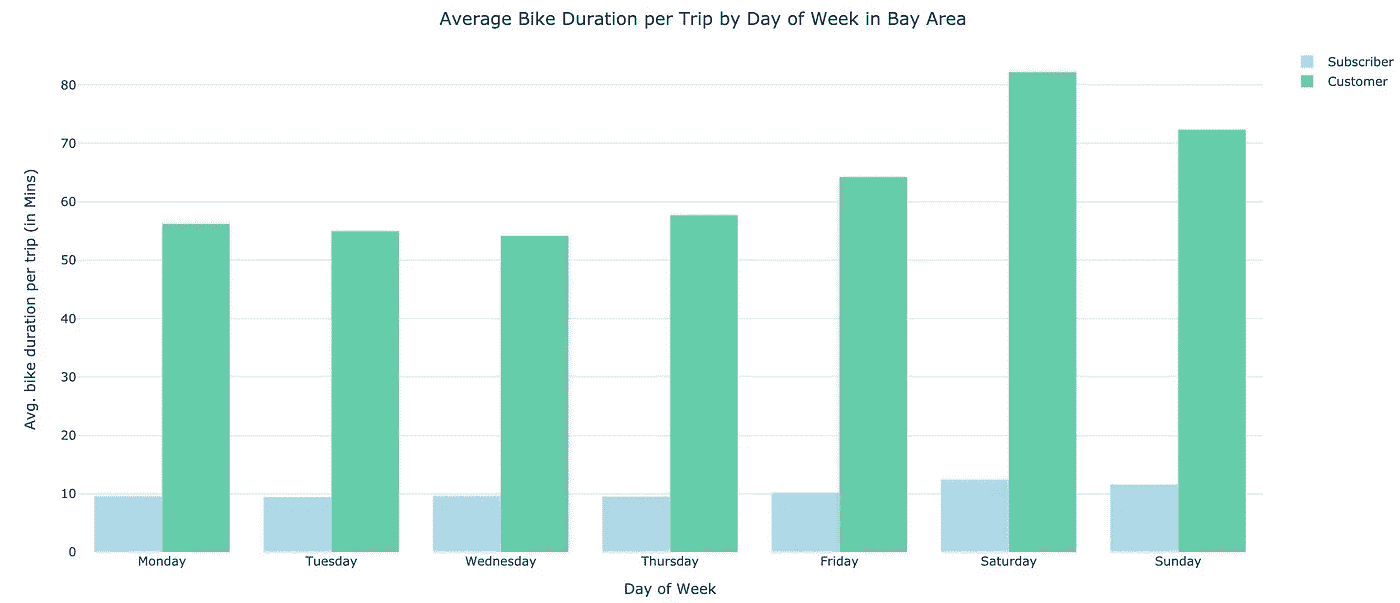 Average Bike Duration per Trip by Day of Week in Bay Area
Subscriber
Customer
Avg. bike duration per trip (in Mins)
80
70
60
50
40
30
20
10
0
Monday Tuesday Wednesday Thursday Friday Saturday Sunday
Day of Week